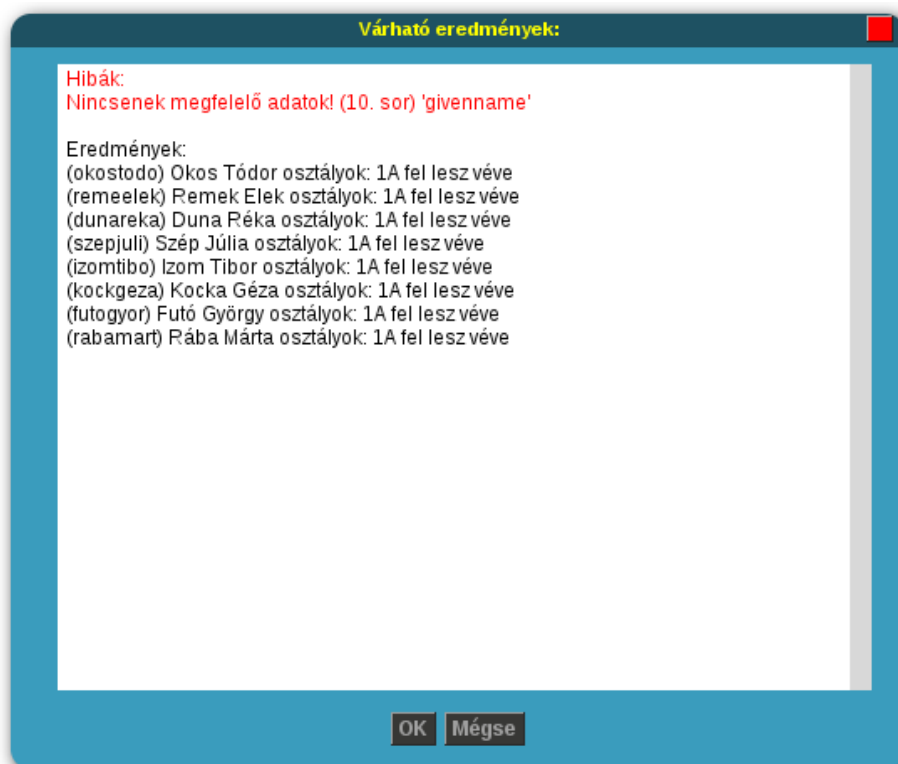 Várható eredmények:
Hibák:
Nincsenek megfelelő adatok! (10. sor) 'givenname'
Eredmények:
(okostodo) Okos Tódor osztályok: 1A fel lesz véve
(remeelek) Remek Elek osztályok: 1A fel lesz véve
(dunareka) Duna Réka osztályok: 1A fel lesz véve
(szepjuli) Szép Júlia osztályok: 1A fel lesz véve
(izomtibo) Izom Tibor osztályok: 1A fel lesz véve
(kockgeza) Kocka Géza osztályok: 1A fel lesz véve
(futogyor) Futó György osztályok: 1A fel lesz véve
(rabamart) Rába Márta osztályok: 1A fel lesz véve
OK Mégse